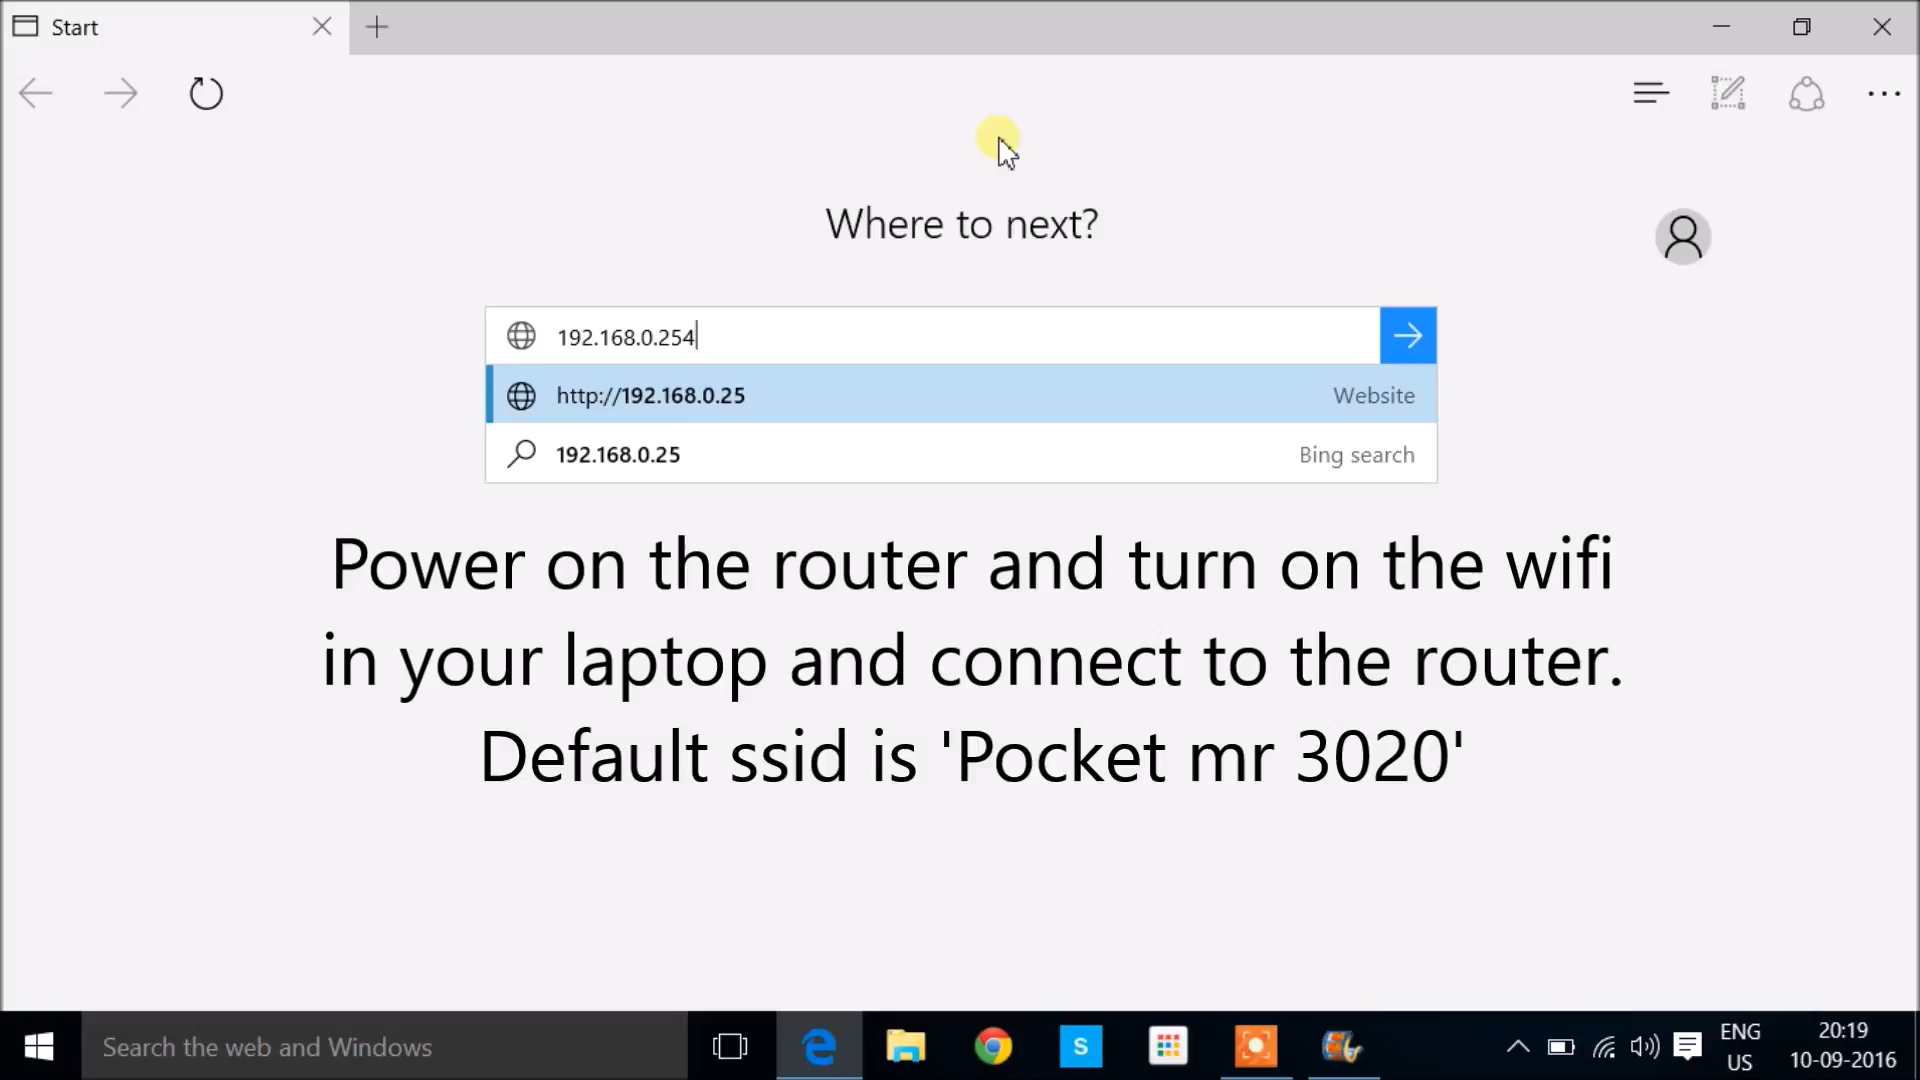 Start
Where to next?
192.168.0.254
http://192.168.0.25 Website
192.168.0.25 Bing search
Power on the router and turn on the wifi
in your laptop and connect to the router.
Default ssid is 'Pocket mr 3020'
Search the web and Windows
S
ENG
US
20:19
10-09-2016